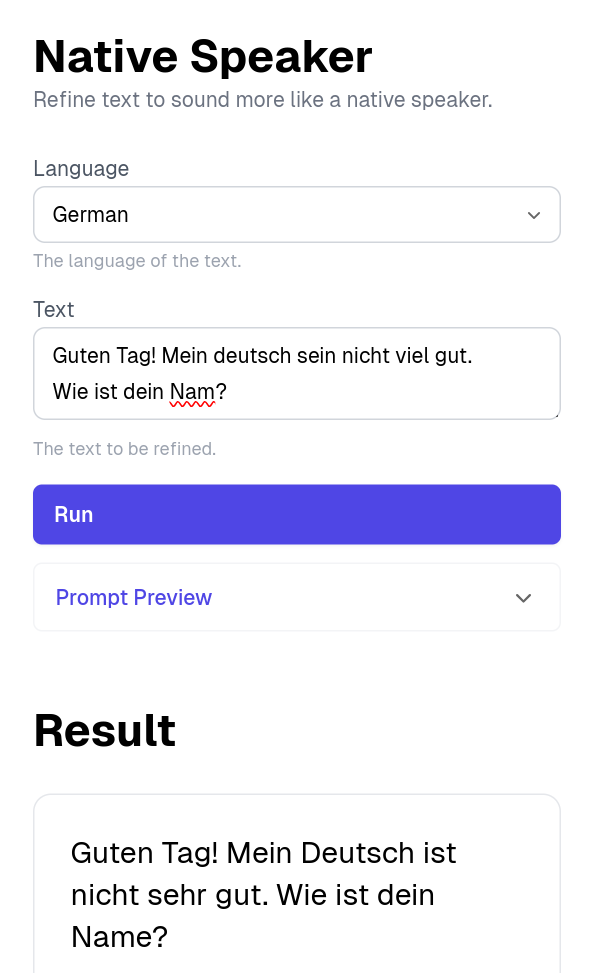 Native Speaker
Refine text to sound more like a native speaker.
Language
German
The language of the text.
Text
Guten Tag! Mein deutsch sein nicht viel gut.
Wie ist dein Nam?
The text to be refined.
Run
Prompt Preview
Result
Guten Tag! Mein Deutsch ist
nicht sehr gut. Wie ist dein
Name?